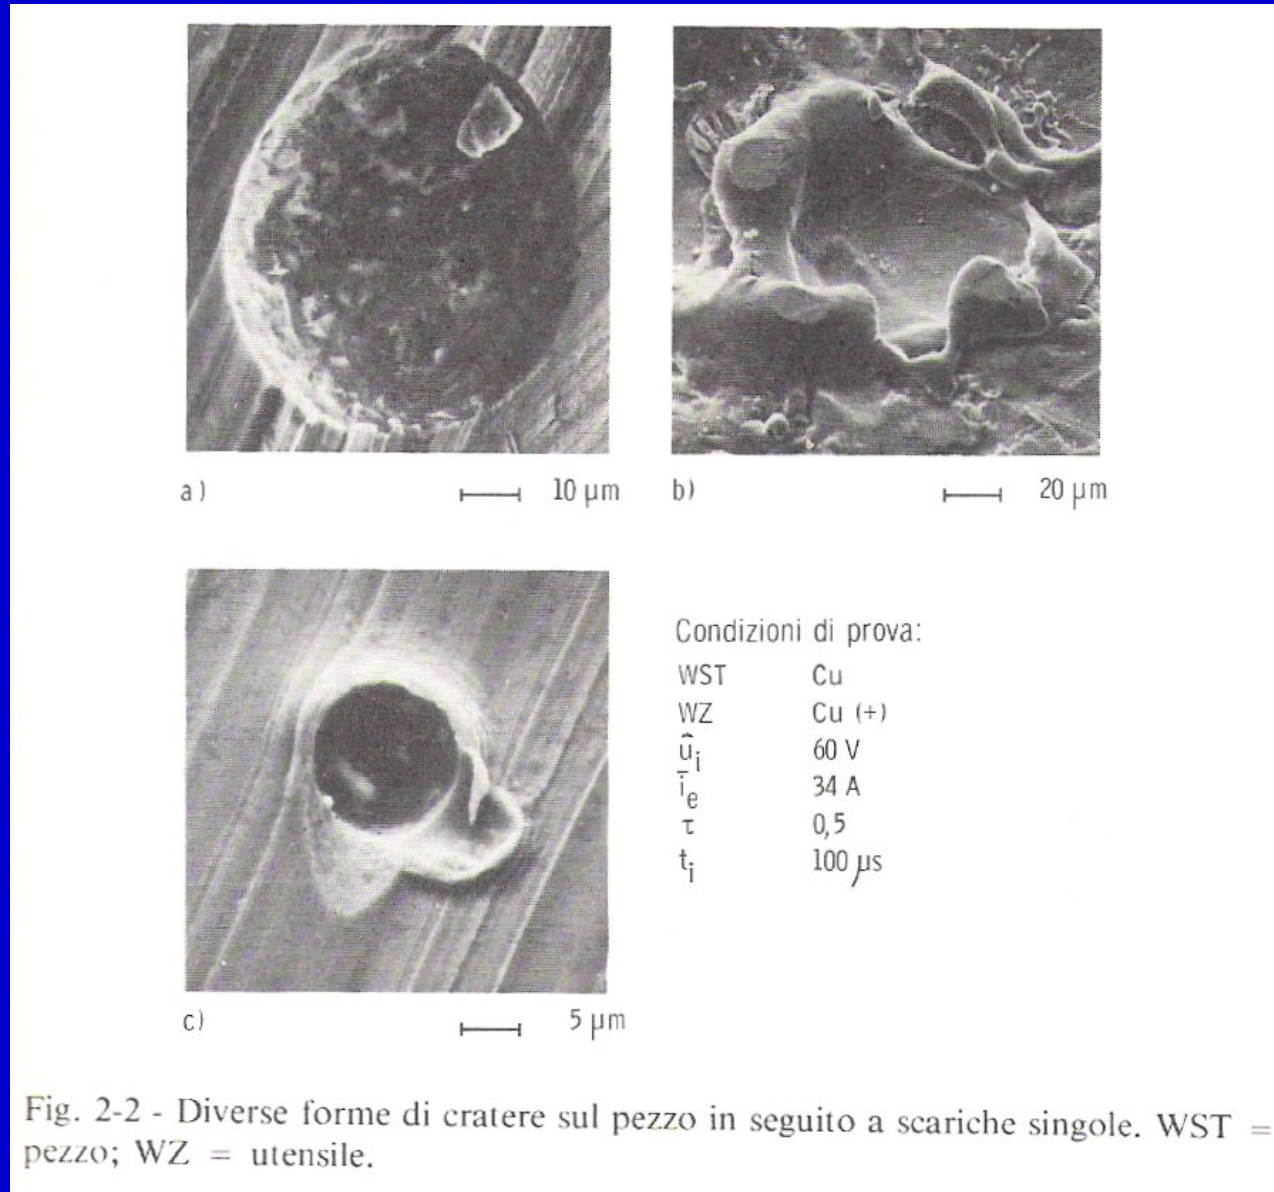 a)
10 µm
b)
20 µm
c)
5 µm
Condizioni di prova:
WST Cu
WZ Cu (+)
û_i 60 V
i̅_e 34 A
τ 0,5
t_i 100 µs
Fig. 2-2 - Diverse forme di cratere sul pezzo in seguito a scariche singole. WST =
pezzo; WZ = utensile.